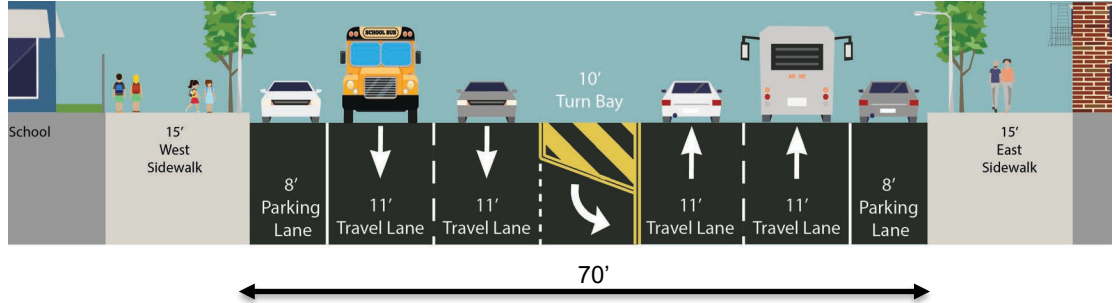 SCHOOL BUS
10'
Turn Bay
School
15'
West
Sidewalk
8'
Parking
Lane
11'
Travel Lane
11'
Travel Lane
11'
Travel Lane
11'
Travel Lane
8'
Parking
Lane
15'
East
Sidewalk
70'